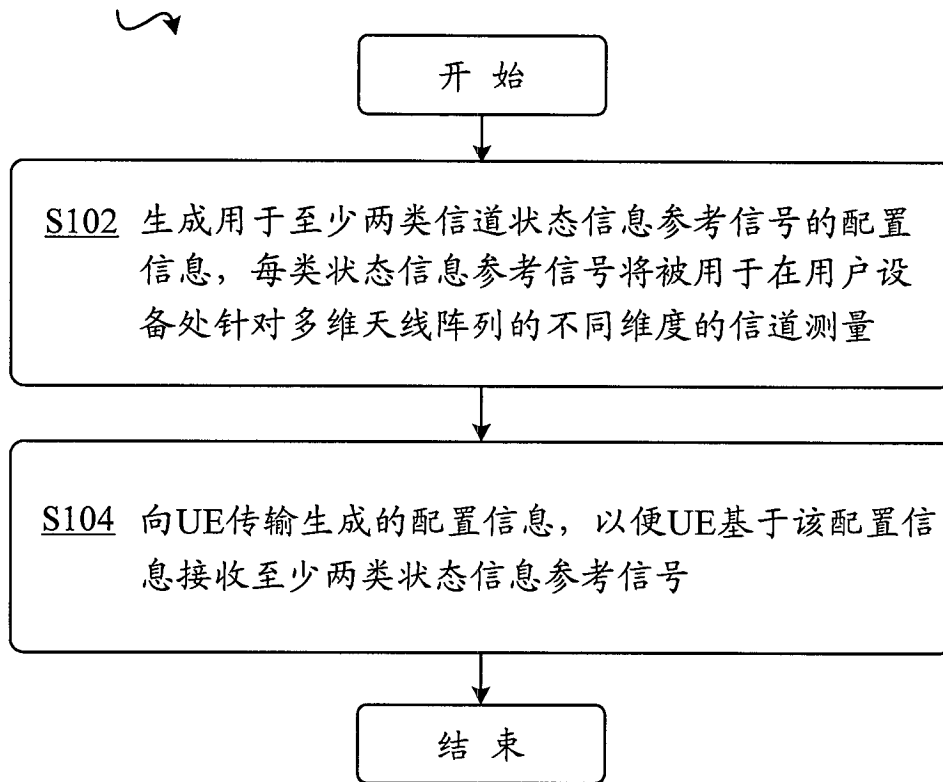 开 始
S102 生成用于至少两类信道状态信息参考信号的配置
信息，每类状态信息参考信号将被用于在用户设
备处针对多维天线阵列的不同维度的信道测量
S104 向UE传输生成的配置信息，以便UE基于该配置信
息接收至少两类状态信息参考信号
结 束